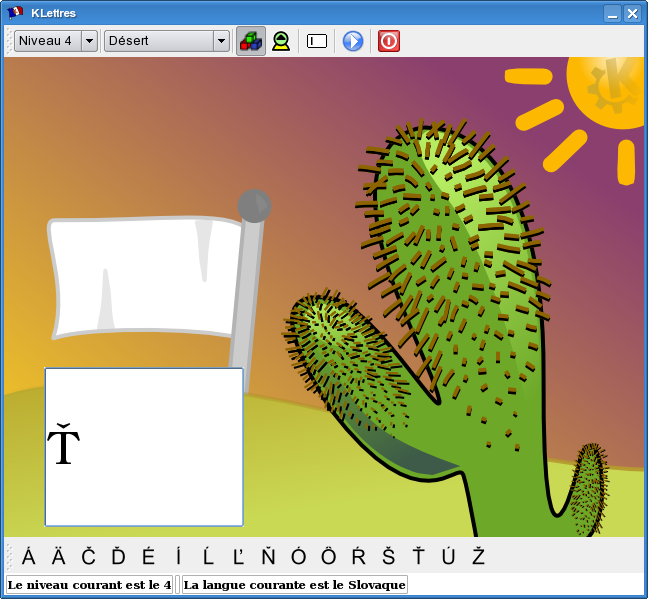 KLettres
Niveau 4 Désert
Ť
Á Ä Č Ď É Í Ĺ Ľ Ň Ó Ô Ŕ Š Ť Ú Ž
Le niveau courant est le 4 La langue courante est le Slovaque